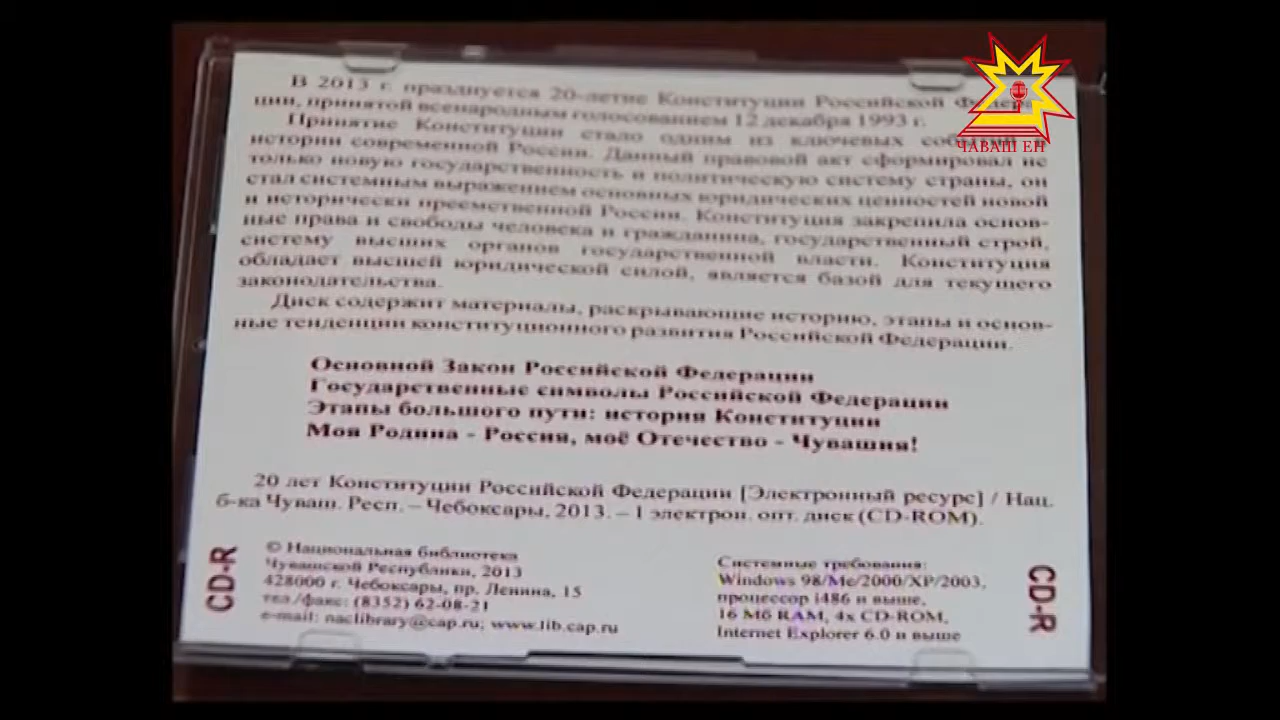 В 2013 г. празднуется 20-летие Конституции Российской Федера-
ции, принятой всенародным голосованием 12 декабря 1993 г.
Принятие Конституции стало одним из ключевых событий в
истории современной России. Данный правовой акт сформировал не
только новую государственность и политическую систему страны, он
стал системным выражением основных юридических ценностей новой
и исторически преемственной России. Конституция закрепила основ-
ные права и свободы человека и гражданина, государственный строй,
систему высших органов государственной власти. Конституция
обладает высшей юридической силой, является базой для текущего
законодательства.
Диск содержит материалы, раскрывающие историю, этапы и основ-
ные тенденции конституционного развития Российской Федерации.
Основной Закон Российской Федерации
Государственные символы Российской Федерации
Этапы большого пути: история Конституции
Моя Родина - Россия, моё Отечество - Чувашия!
20 лет Конституции Российской Федерации [Электронный ресурс] / Нац.
б-ка Чуваш. Респ. – Чебоксары, 2013. – 1 электрон. опт. диск (CD-ROM).
CD-R
© Национальная библиотека
Чувашской Республики, 2013
428000 г. Чебоксары, пр. Ленина, 15
тел./факс: (8352) 62-08-21
e-mail: naclibrary@cap.ru; www.lib.cap.ru
Системные требования:
Windows 98/Me/2000/XP/2003,
процессор i486 и выше,
16 Мб RAM, 4x CD-ROM,
Internet Explorer 6.0 и выше
CD-R
ЧĂВАШ ЕН